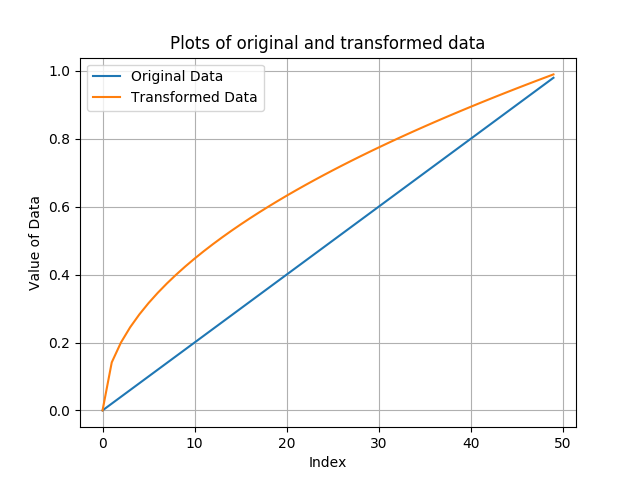 Plots of original and transformed data
Original Data
Transformed Data
1.0
0.8
0.6
0.4
0.2
0.0
Value of Data
0 10 20 30 40 50
Index